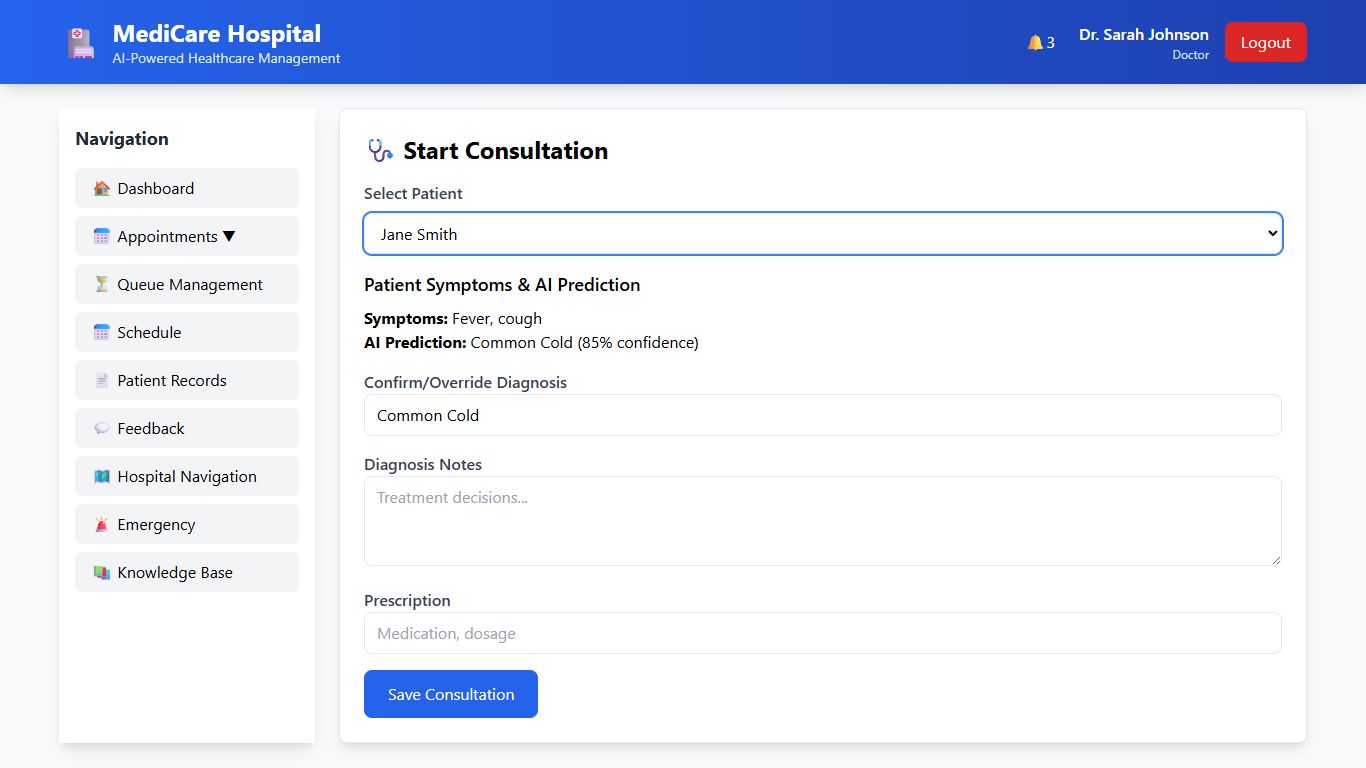 MediCare Hospital
AI-Powered Healthcare Management
3
Dr. Sarah Johnson
Doctor
Logout
Navigation
Dashboard
Appointments ▼
Queue Management
Schedule
Patient Records
Feedback
Hospital Navigation
Emergency
Knowledge Base
Start Consultation
Select Patient
Jane Smith
Patient Symptoms & AI Prediction
Symptoms: Fever, cough
AI Prediction: Common Cold (85% confidence)
Confirm/Override Diagnosis
Common Cold
Diagnosis Notes
Treatment decisions...
Prescription
Medication, dosage
Save Consultation